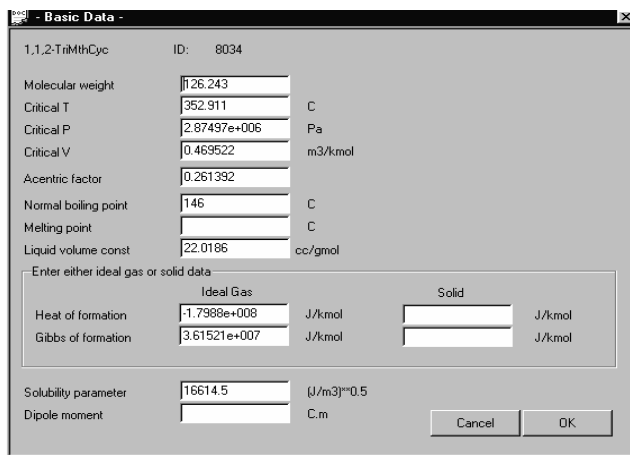 - Basic Data -
1,1,2-TriMthCyc ID: 8034
Molecular weight 126.243
Critical T 352.911 C
Critical P 2.87497e+006 Pa
Critical V 0.469522 m3/kmol
Acentric factor 0.261392
Normal boiling point 146 C
Melting point C
Liquid volume const 22.0186 cc/gmol
Enter either ideal gas or solid data
Ideal Gas Solid
Heat of formation -1.7988e+008 J/kmol J/kmol
Gibbs of formation 3.61521e+007 J/kmol J/kmol
Solubility parameter 16614.5 (J/m3)**0.5
Dipole moment C.m
Cancel OK